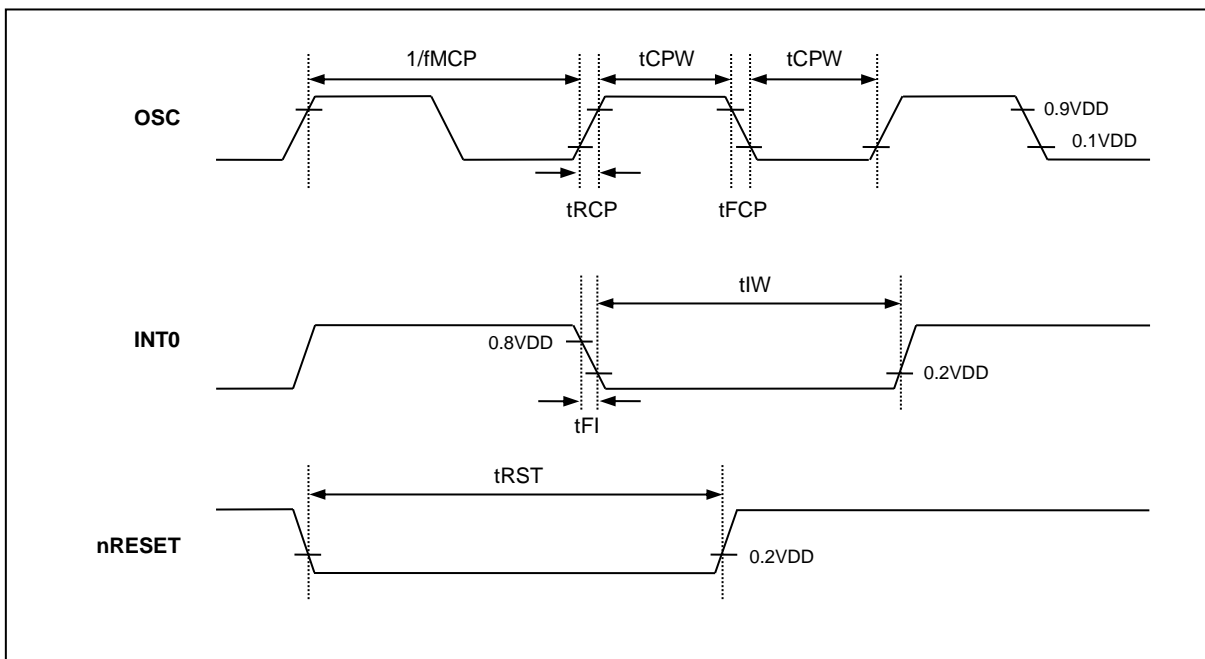 1/fMCP
tCPW
tCPW
OSC
0.9VDD
0.1VDD
tRCP
tFCP
tIW
INT0
0.8VDD
0.2VDD
tFI
tRST
nRESET
0.2VDD